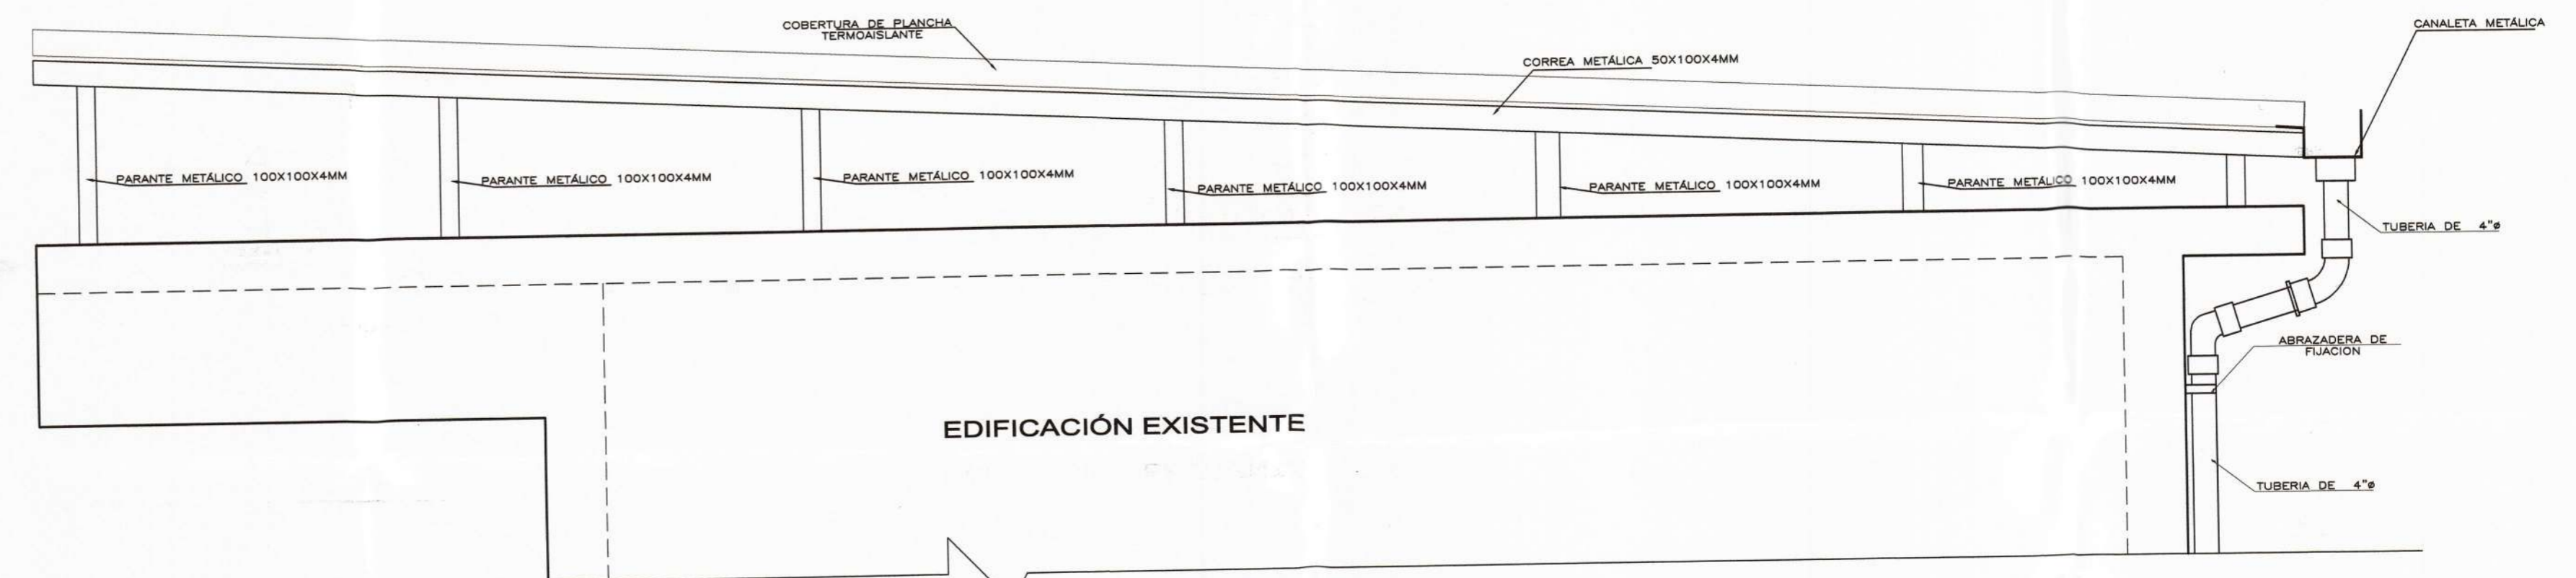 COBERTURA DE PLANCHA
TERMOAISLANTE
CANALETA METÁLICA
CORREA METÁLICA 50X100X4MM
PARANTE METÁLICO 100X100X4MM
PARANTE METÁLICO 100X100X4MM
PARANTE METÁLICO 100X100X4MM
PARANTE METÁLICO 100X100X4MM
PARANTE METÁLICO 100X100X4MM
PARANTE METÁLICO 100X100X4MM
TUBERIA DE 4"ø
ABRAZADERA DE
FIJACION
EDIFICACIÓN EXISTENTE
TUBERIA DE 4"ø